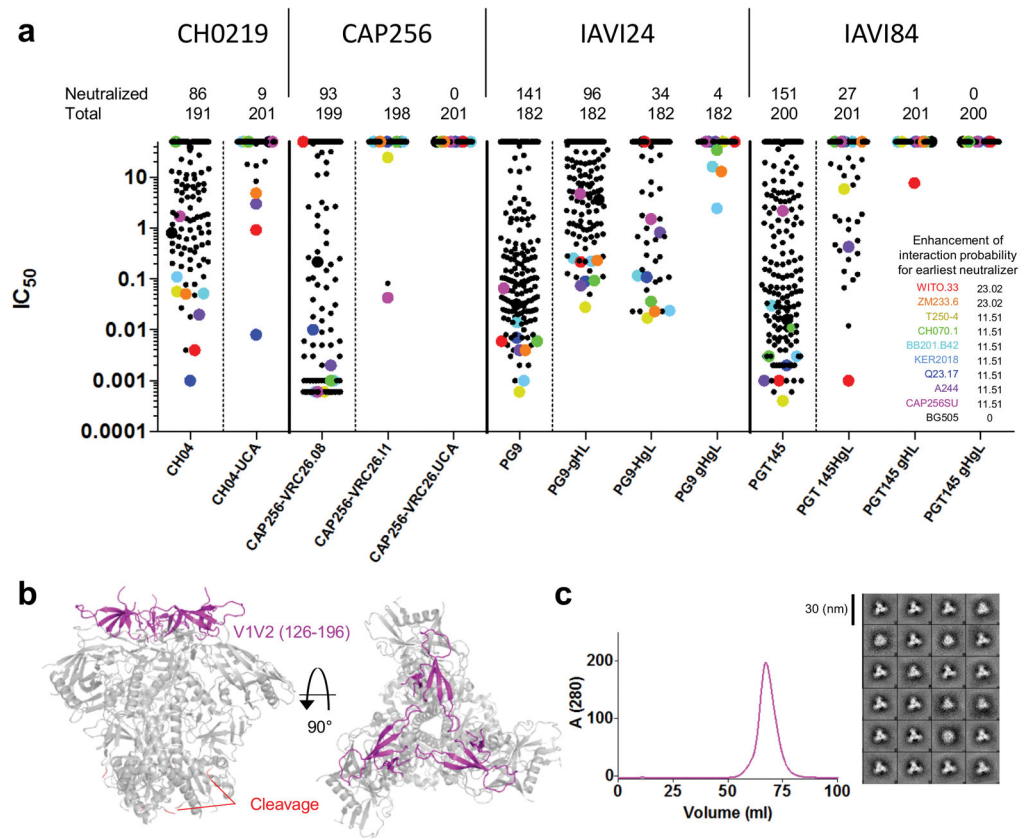 a
CH0219 CAP256 IAVI24 IAVI84
Neutralized 86 9 93 3 0 141 96 34 4 151 27 1 0
Total 191 201 199 198 201 182 182 182 182 200 201 201 200
IC50
10
1
0.1
0.01
0.001
0.0001
Enhancement of
interaction probability
for earliest neutralizer
WITO.33 23.02
ZM233.6 23.02
T250-4 11.51
CH070.1 11.51
BB201.B42 11.51
KER2018 11.51
Q23.17 11.51
A244 11.51
CAP256SU 11.51
BG505 0
CH04
CH04-UCA
CAP256-VRC26.08
CAP256-VRC26.I1
CAP256-VRC26.UCA
PG9
PG9-gHL
PG9-HgL
PG9 gHgL
PGT145
PGT 145HgL
PGT145 gHL
PGT145 gHgL
b
V1V2 (126-196)
90°
Cleavage
c
30 (nm)
A (280)
200
100
0
0 25 50 75 100
Volume (ml)